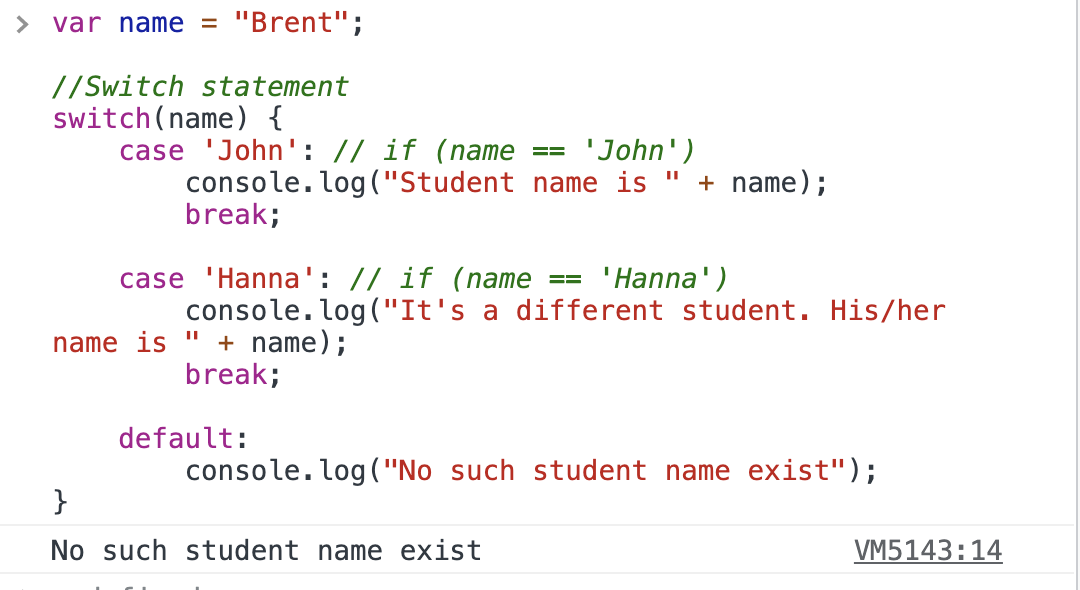 > var name = "Brent";
//Switch statement
switch(name) {
    case 'John': // if (name == 'John')
        console.log("Student name is " + name);
        break;
    case 'Hanna': // if (name == 'Hanna')
        console.log("It's a different student. His/her
name is " + name);
        break;
    default:
        console.log("No such student name exist");
}
No such student name exist VM5143:14